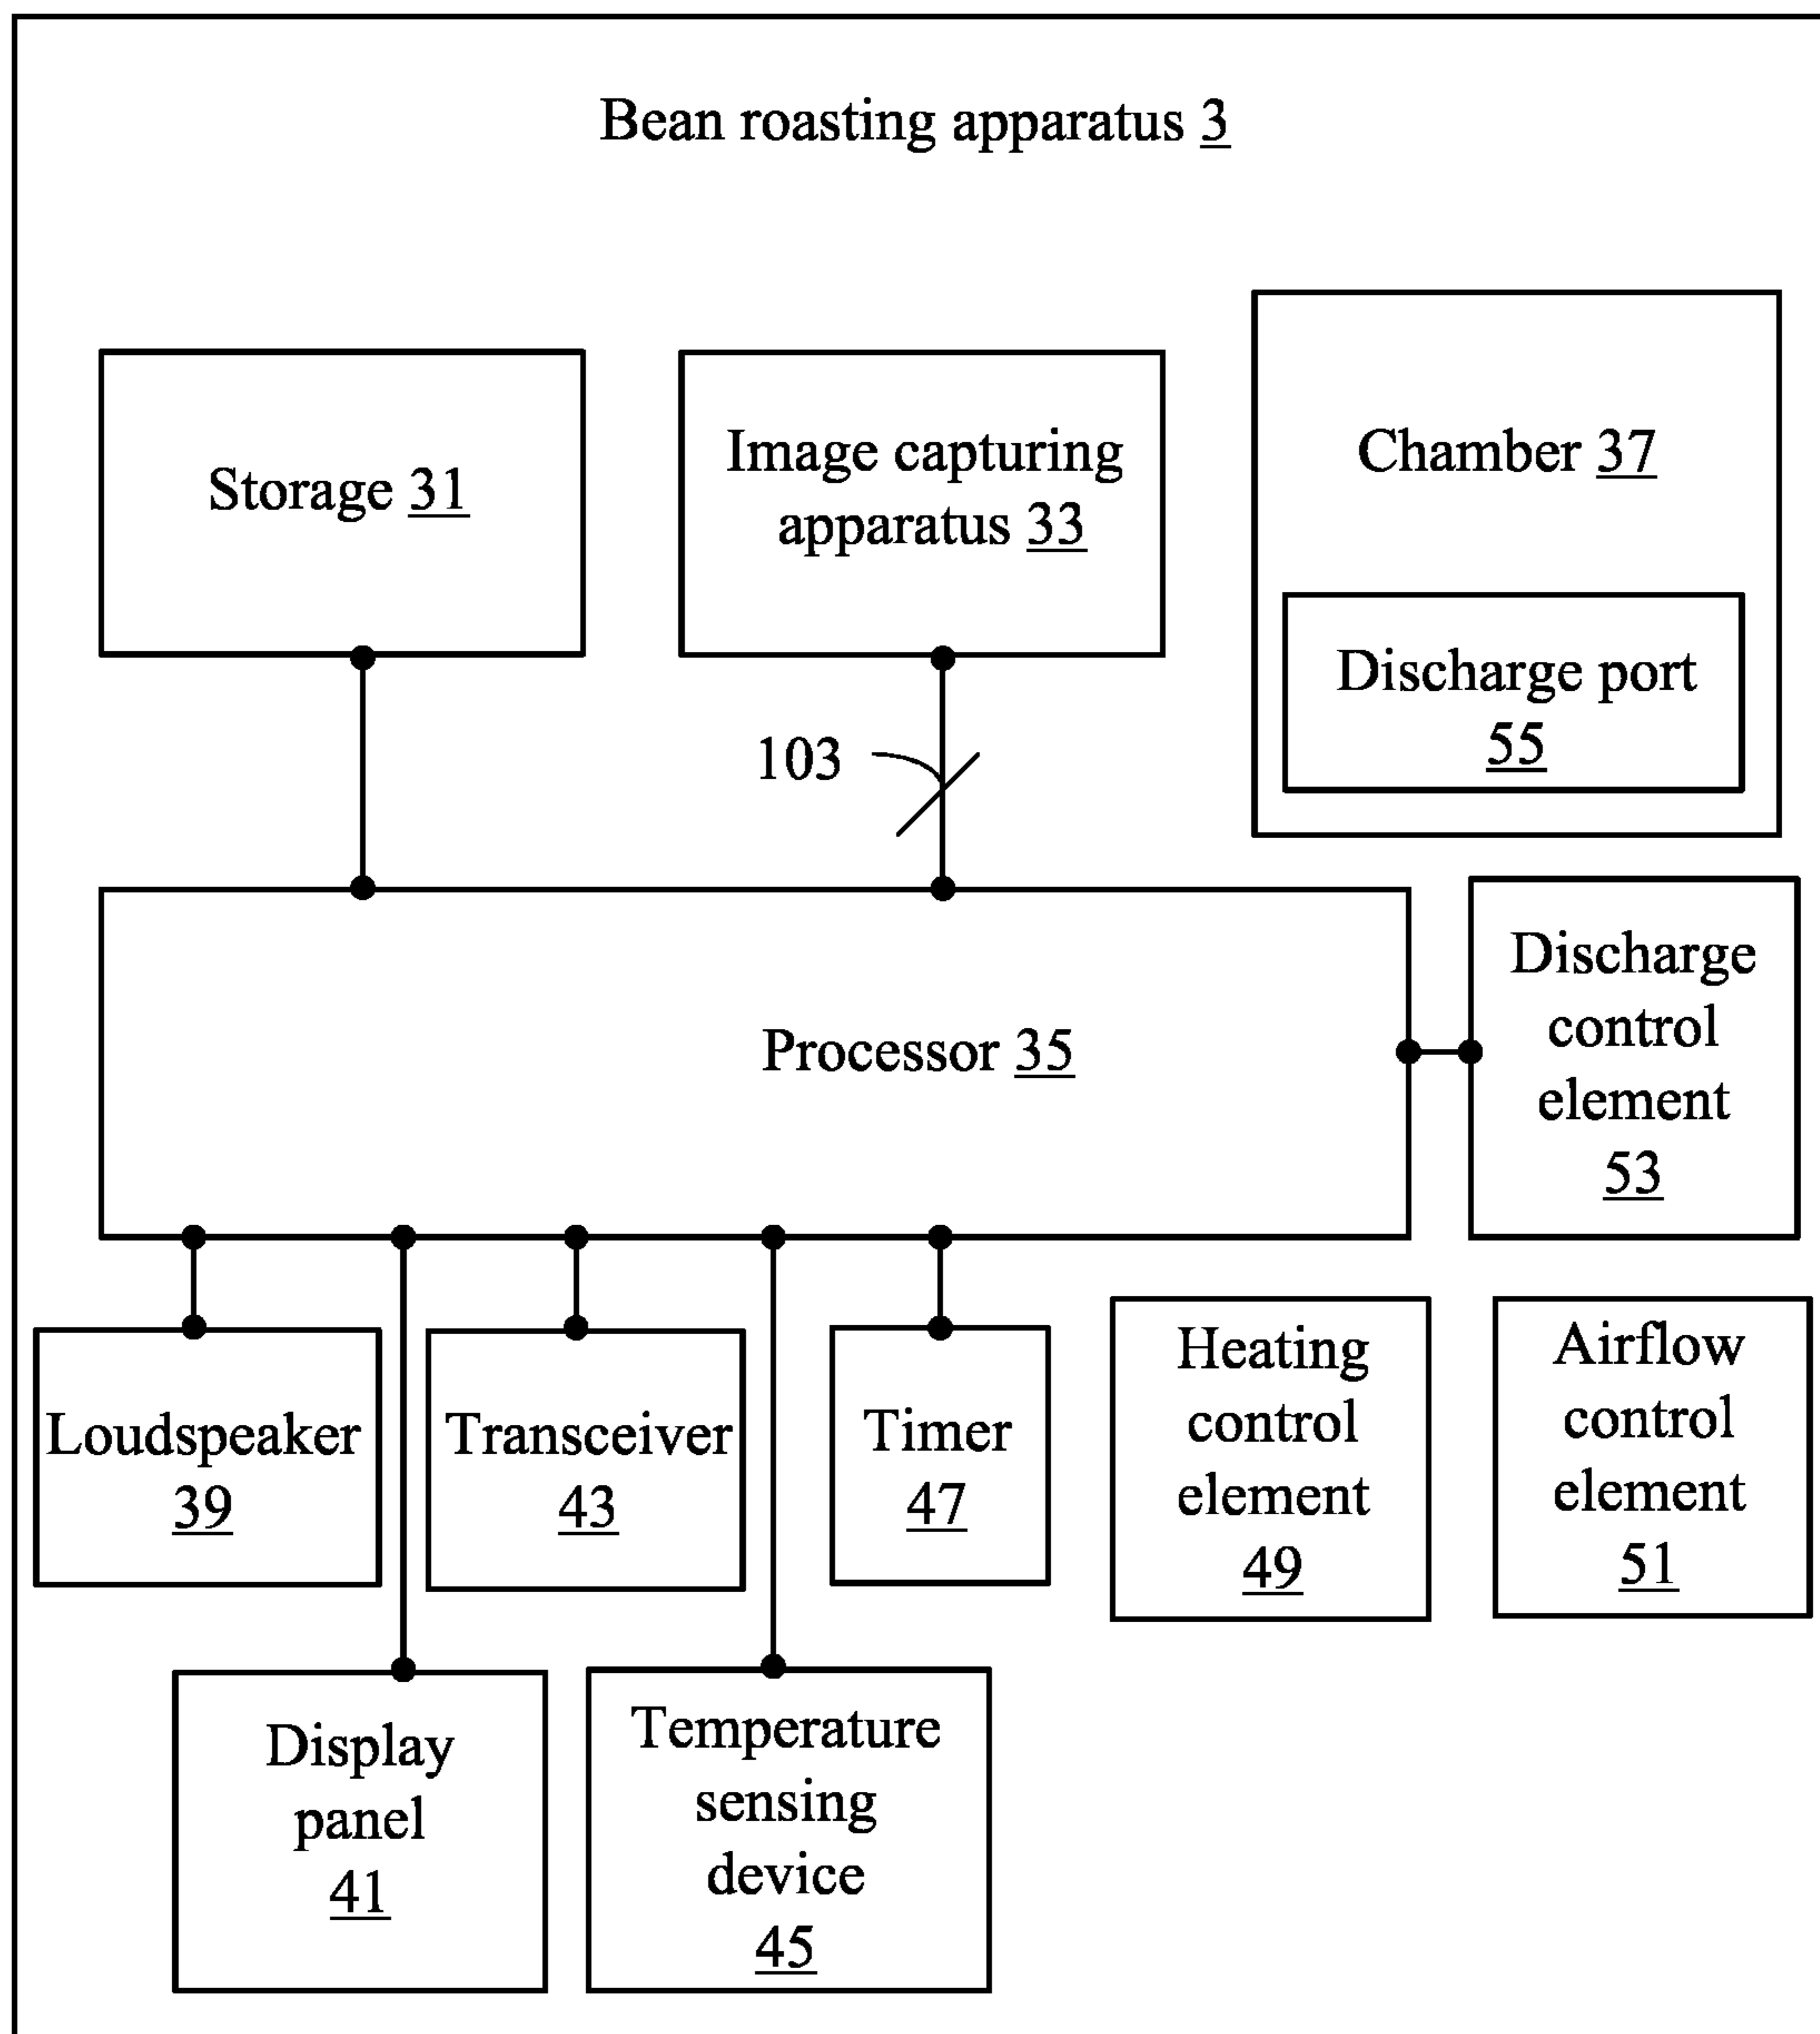 Bean roasting apparatus 3
Storage 31
Image capturing
apparatus 33
Chamber 37
Discharge port
55
103
Processor 35
Discharge
control
element
53
Loudspeaker
39
Transceiver
43
Timer
47
Heating
control
element
49
Airflow
control
element
51
Display
panel
41
Temperature
sensing
device
45